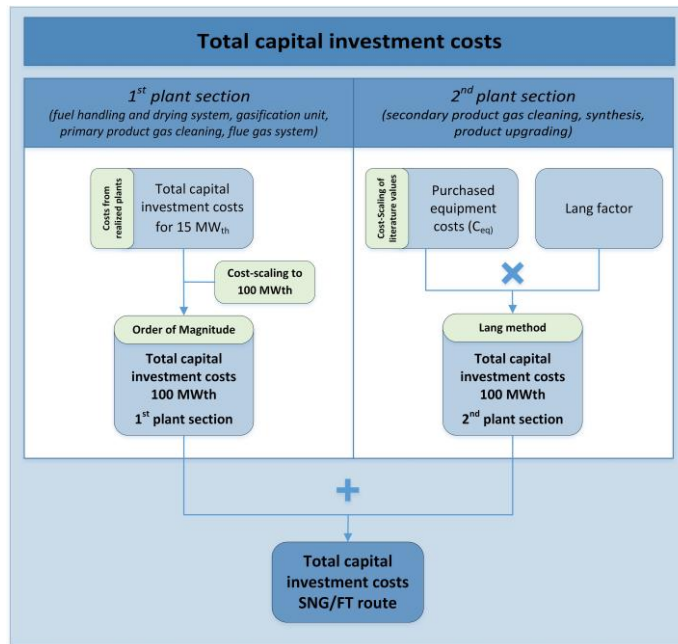 Total capital investment costs
1st plant section
(fuel handling and drying system, gasification unit,
primary product gas cleaning, flue gas system)
2nd plant section
(secondary product gas cleaning, synthesis,
product upgrading)
Costs from
realized plants
Total capital
investment costs
for 15 MWth
Cost-scaling to
100 MWth
Order of Magnitude
Total capital
investment costs
100 MWth
1st plant section
Cost-Scaling of
literature values
Purchased
equipment
costs (Ceq)
Lang factor
×
Lang method
Total capital
investment costs
100 MWth
2nd plant section
+
Total capital
investment costs
SNG/FT route